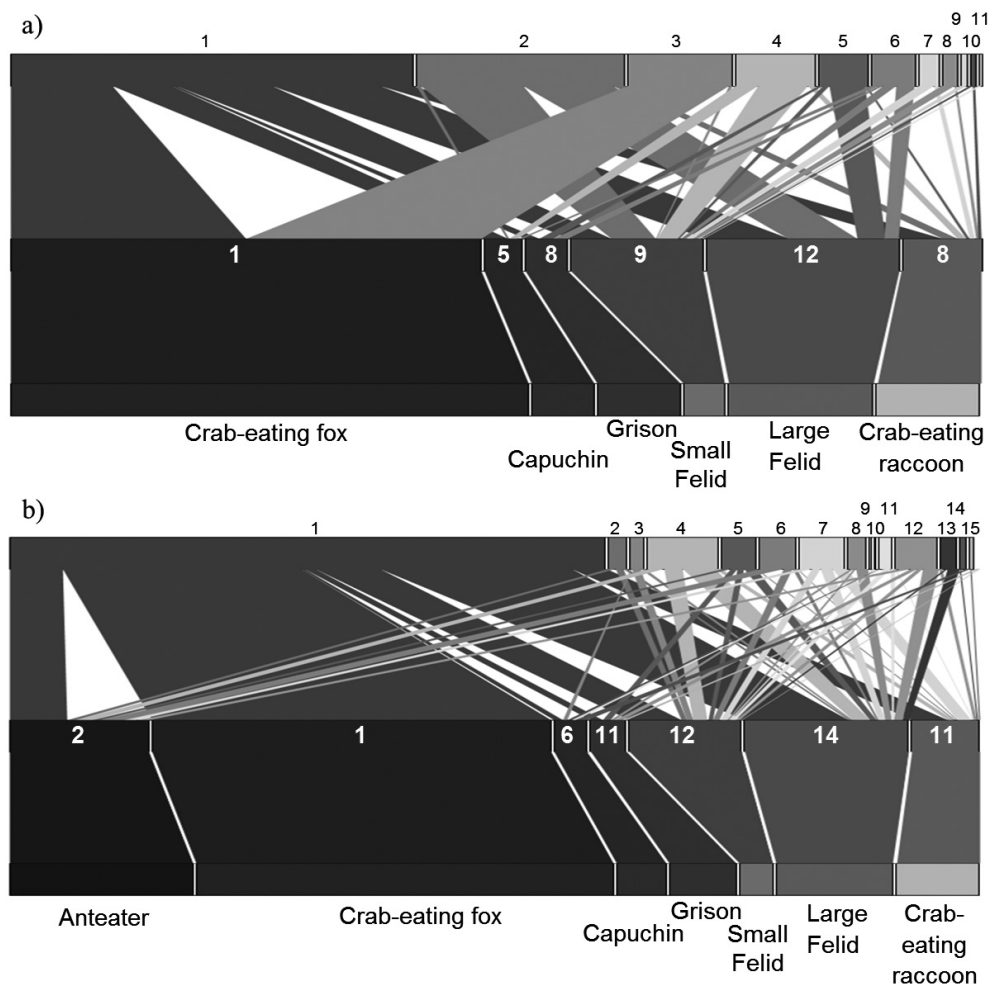 a)
9 11
1 2 3 4 5 6 7 8 10
1 5 8 9 12 8
Crab-eating fox
Capuchin
Grison
Small
Felid
Large
Felid
Crab-eating
raccoon
b)
14
9 11
1 2 3 4 5 6 7 8 10 12 13 15
2 1 6 11 12 14 11
Anteater
Crab-eating fox
Capuchin
Grison
Small
Felid
Large
Felid
Crab-
eating
raccoon